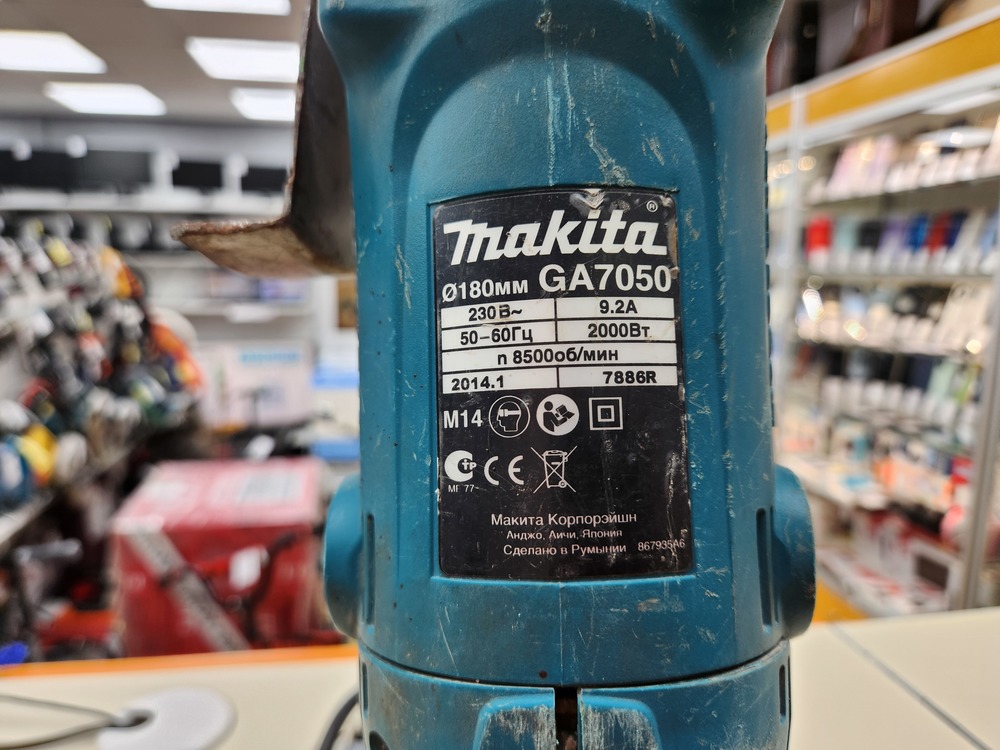 makita®
Ø180мм GA7050
230В~ 9.2А
50-60Гц 2000Вт
n 8500об/мин
2014.1 7886R
M14
МГ 77
CE
Макита Корпорэйшн
Анджо, Аичи, Япония
Сделано в Румынии 867935A6